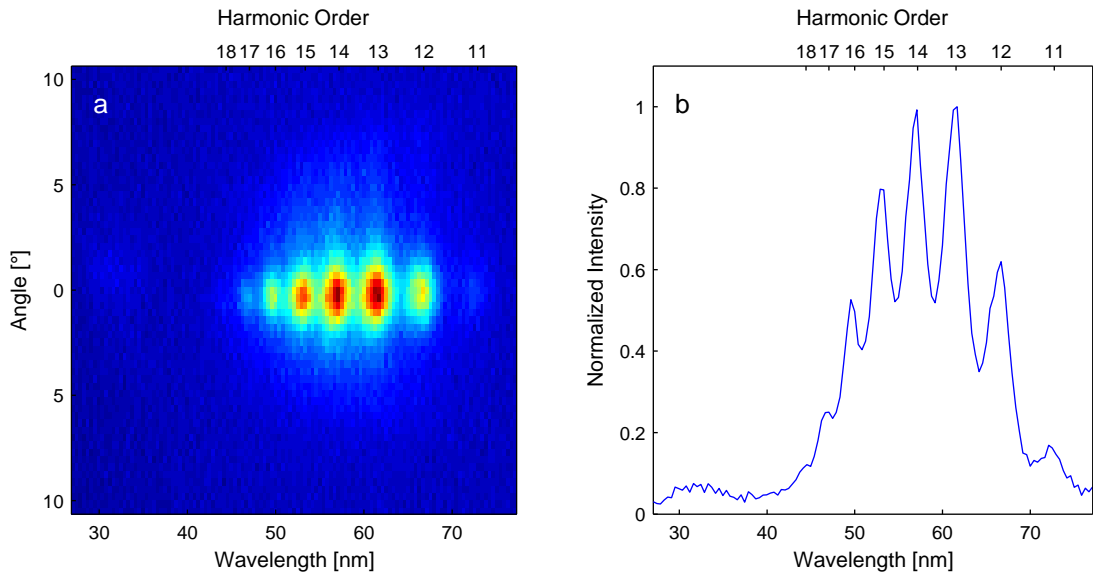 Harmonic Order
18 17 16 15 14 13 12 11
a
10
5
0
5
10
Angle [°]
30 40 50 60 70
Wavelength [nm]
Harmonic Order
18 17 16 15 14 13 12 11
b
1
0.8
0.6
0.4
0.2
0
Normalized Intensity
30 40 50 60 70
Wavelength [nm]